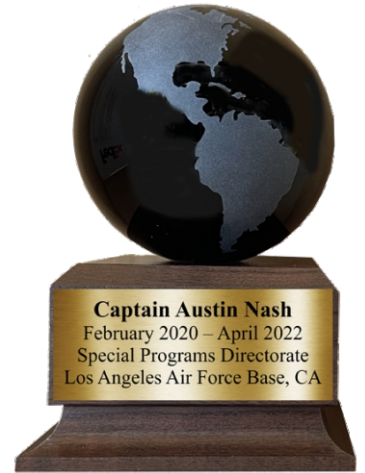 Captain Austin Nash
February 2020 – April 2022
Special Programs Directorate
Los Angeles Air Force Base, CA